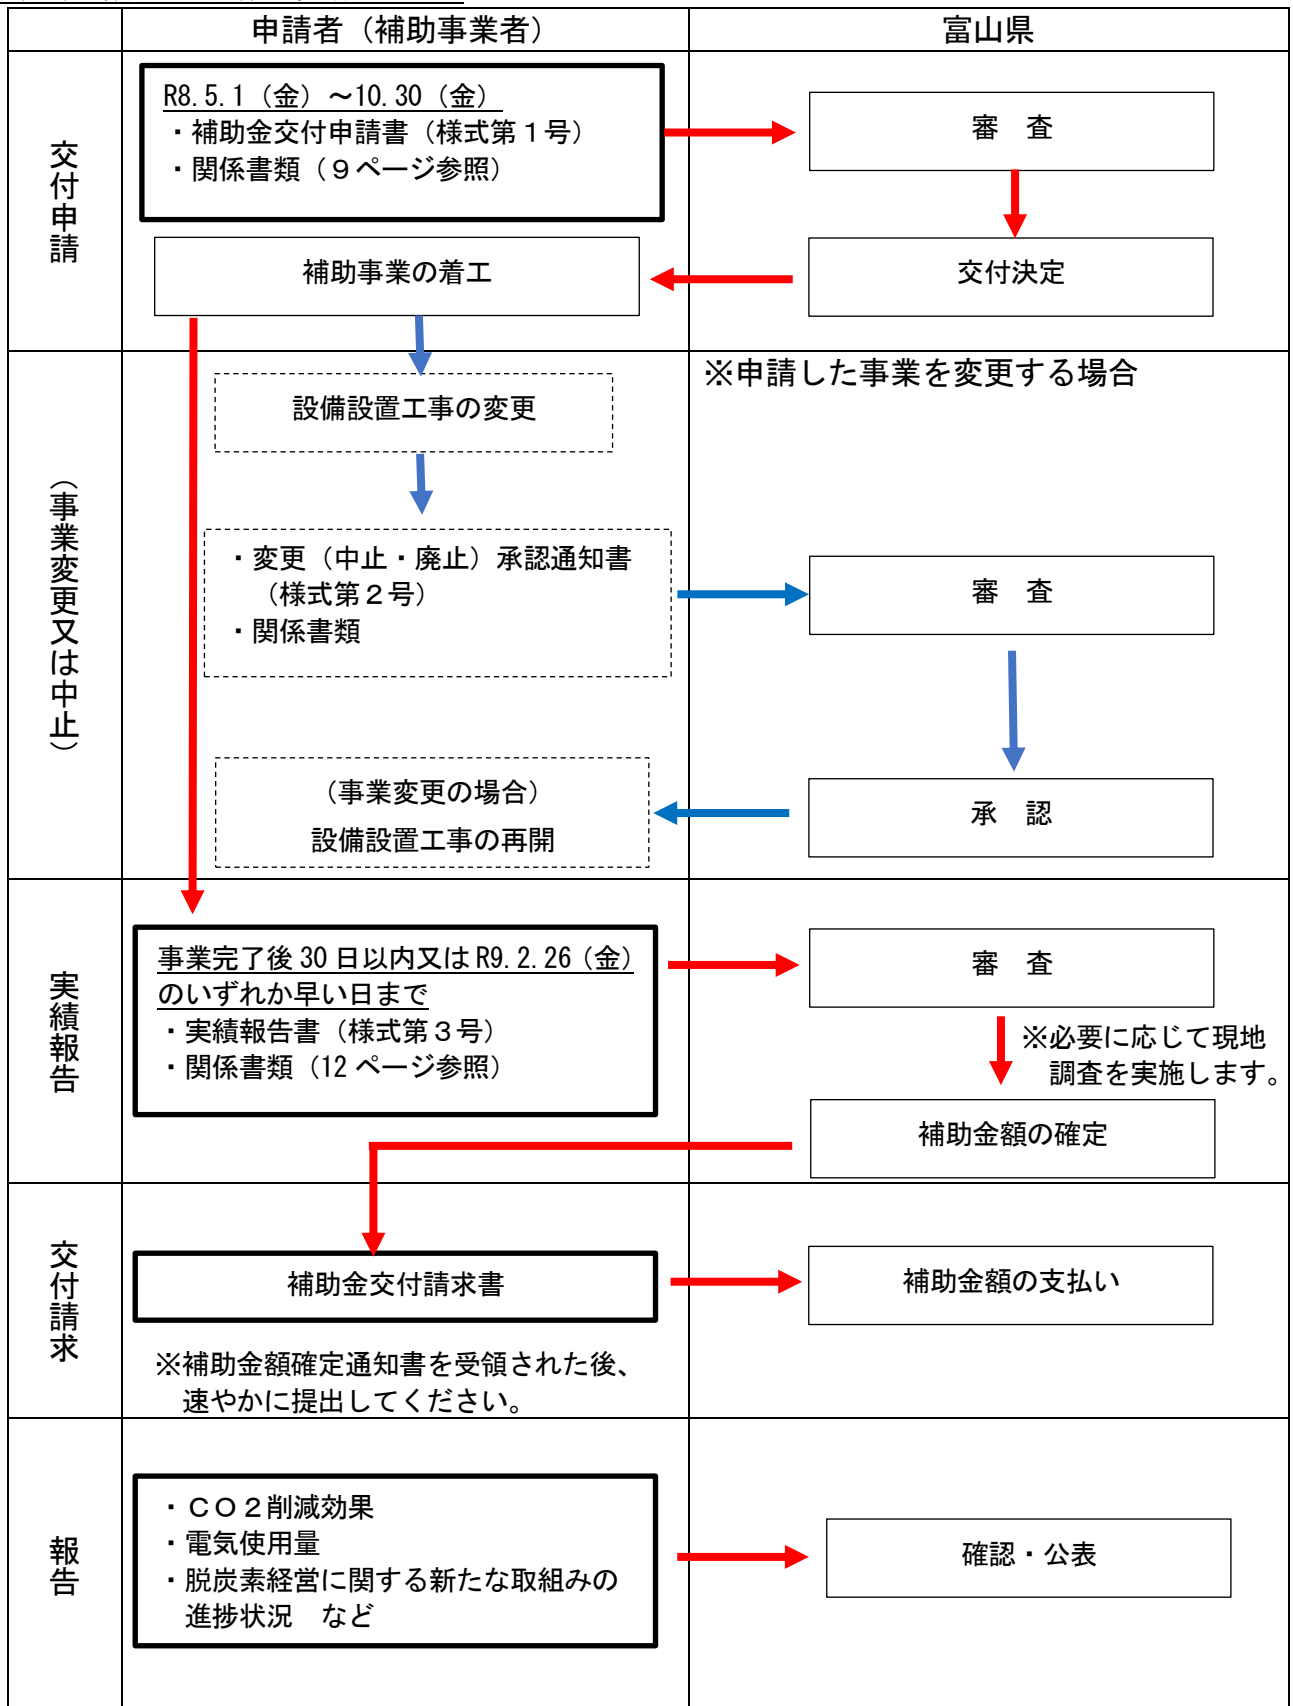 申請者（補助事業者）
富山県
交付申請
R8.5.1（金）～10.30（金）
・補助金交付申請書（様式第１号）
・関係書類（９ページ参照）
審　査
補助事業の着工
交付決定
（事業変更又は中止）
※申請した事業を変更する場合
設備設置工事の変更
・変更（中止・廃止）承認通知書
（様式第２号）
・関係書類
審　査
（事業変更の場合）
設備設置工事の再開
承　認
実績報告
事業完了後 30 日以内又は R9.2.26（金）
のいずれか早い日まで
・実績報告書（様式第３号）
・関係書類（12 ページ参照）
審　査
※必要に応じて現地
調査を実施します。
補助金額の確定
交付請求
補助金交付請求書
補助金額の支払い
※補助金額確定通知書を受領された後、
速やかに提出してください。
報告
・ＣＯ２削減効果
・電気使用量
・脱炭素経営に関する新たな取組みの
進捗状況　など
確認・公表